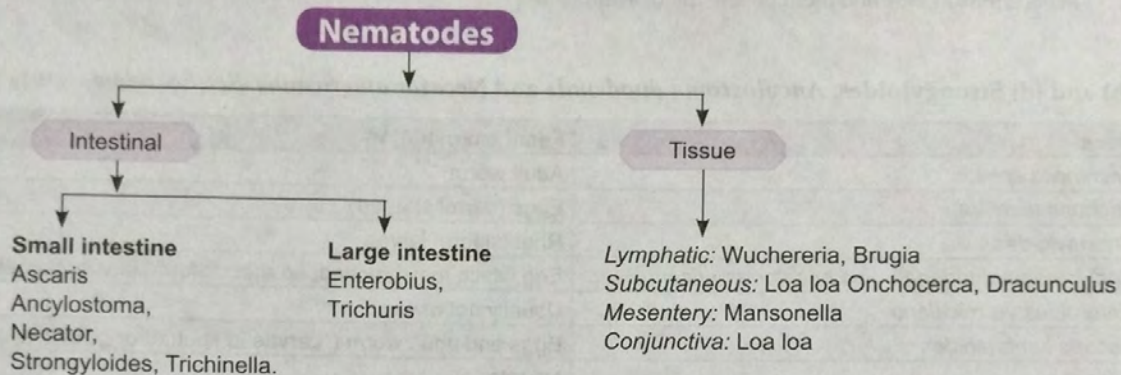 Nematodes
Intestinal
Tissue
Small intestine
Ascaris
Ancylostoma,
Necator,
Strongyloides, Trichinella.
Large intestine
Enterobius,
Trichuris
Lymphatic: Wuchereria, Brugia
Subcutaneous: Loa loa Onchocerca, Dracunculus
Mesentery: Mansonella
Conjunctiva: Loa loa